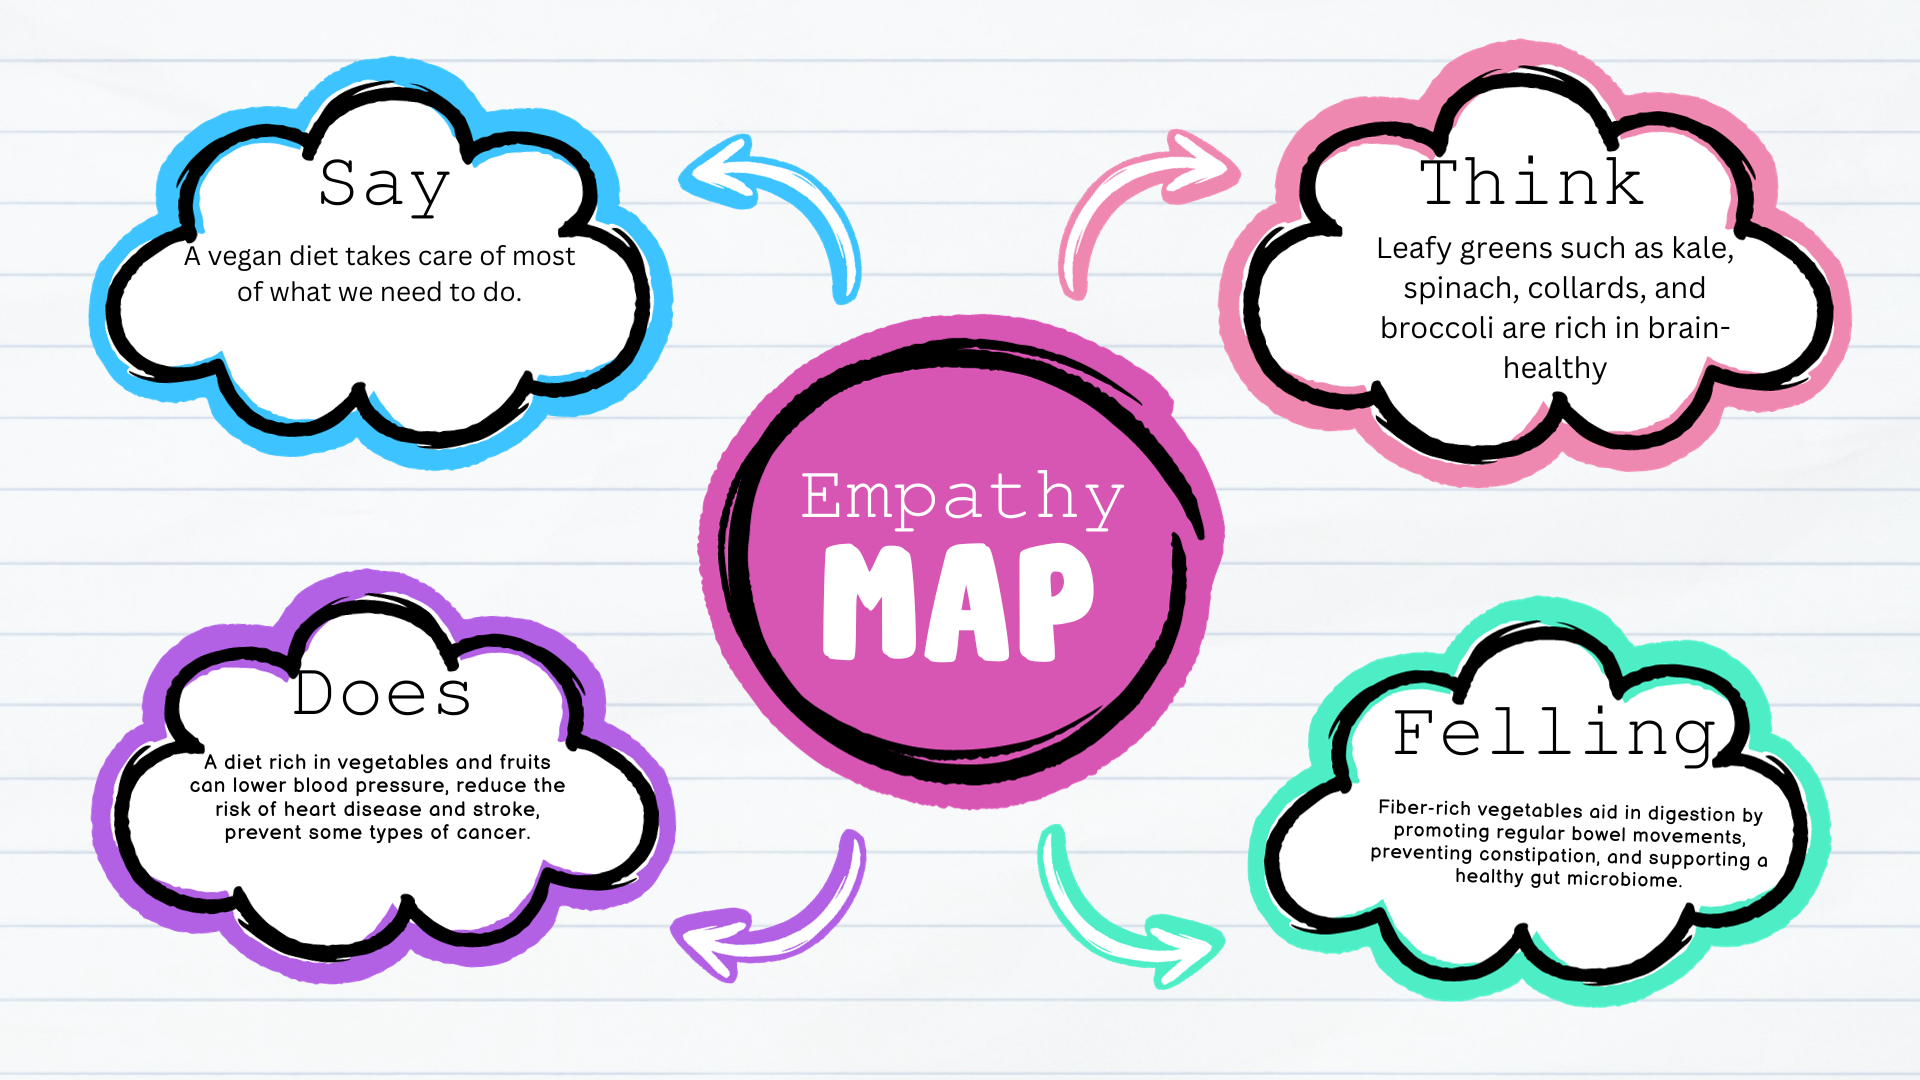 Say
A vegan diet takes care of most
of what we need to do.
Think
Leafy greens such as kale,
spinach, collards, and
broccoli are rich in brain-
healthy
Empathy
MAP
Does
A diet rich in vegetables and fruits
can lower blood pressure, reduce the
risk of heart disease and stroke,
prevent some types of cancer.
Felling
Fiber-rich vegetables aid in digestion by
promoting regular bowel movements,
preventing constipation, and supporting a
healthy gut microbiome.